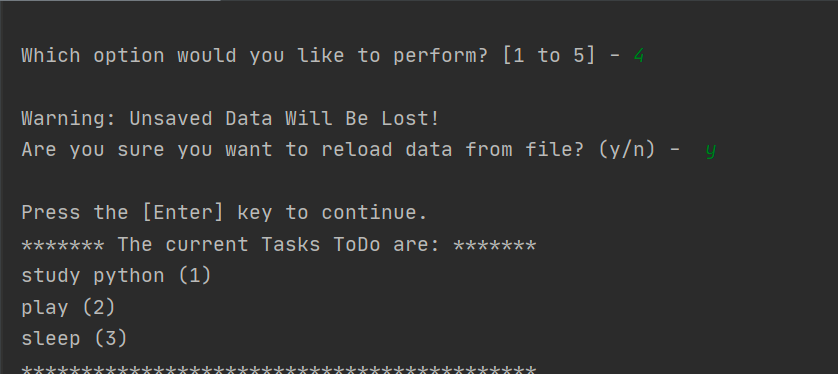 Which option would you like to perform? [1 to 5] - 4
Warning: Unsaved Data Will Be Lost!
Are you sure you want to reload data from file? (y/n) -  y
Press the [Enter] key to continue.
******* The current Tasks ToDo are: *******
study python (1)
play (2)
sleep (3)
*******************************************